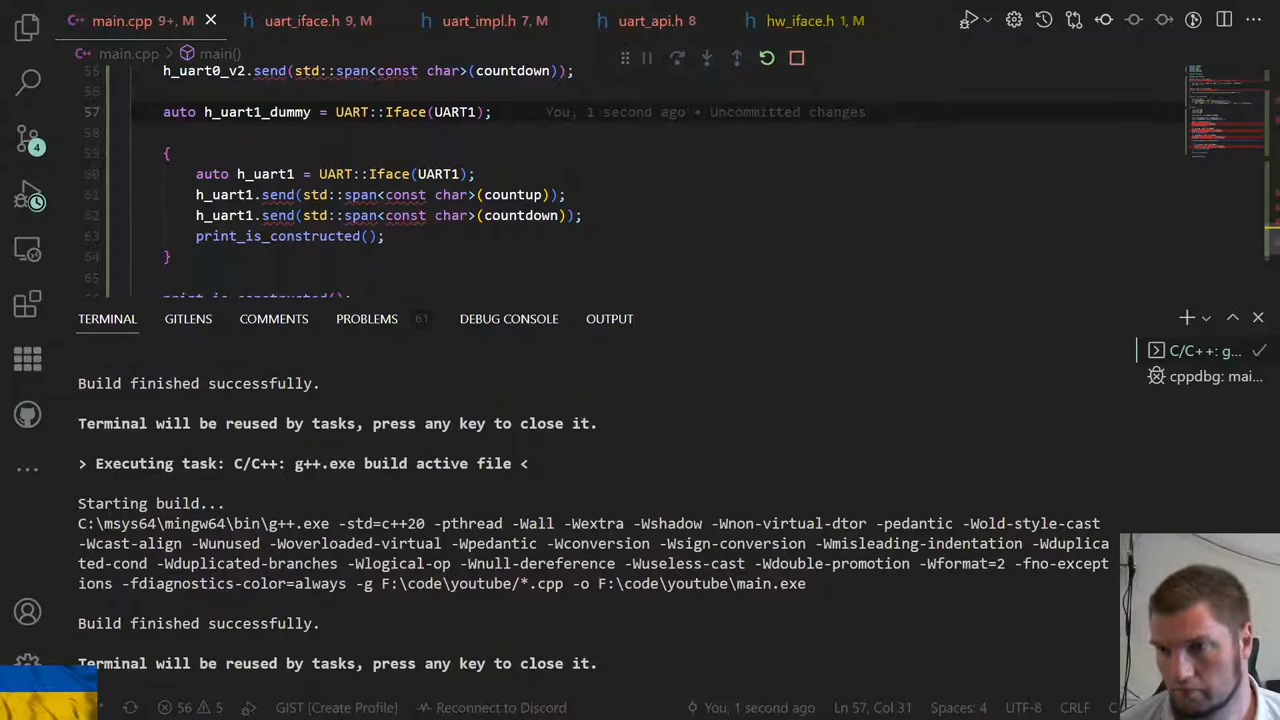 main.cpp 9+, M
uart_iface.h 9, M
uart_impl.h 7, M
uart_api.h 8
hw_iface.h 1, M
main.cpp > main()
55 h_uart0_v2.send(std::span<const char>(countdown));
56
57 auto h_uart1_dummy = UART::Iface(UART1); You, 1 second ago • Uncommitted changes
59 {
60 auto h_uart1 = UART::Iface(UART1);
61 h_uart1.send(std::span<const char>(countup));
62 h_uart1.send(std::span<const char>(countdown));
63 print_is_constructed();
64 }
65
print_is_constructed();
TERMINAL GITLENS COMMENTS PROBLEMS 61 DEBUG CONSOLE OUTPUT
C/C++: g...
cppdbg: mai...
Build finished successfully.
Terminal will be reused by tasks, press any key to close it.
> Executing task: C/C++: g++.exe build active file <
Starting build...
C:\msys64\mingw64\bin\g++.exe -std=c++20 -pthread -Wall -Wextra -Wshadow -Wnon-virtual-dtor -pedantic -Wold-style-cast
-Wcast-align -Wunused -Woverloaded-virtual -Wpedantic -Wconversion -Wsign-conversion -Wmisleading-indentation -Wduplica
ted-cond -Wduplicated-branches -Wlogical-op -Wnull-dereference -Wuseless-cast -Wdouble-promotion -Wformat=2 -fno-except
ions -fdiagnostics-color=always -g F:\code\youtube/*.cpp -o F:\code\youtube\main.exe
Build finished successfully.
Terminal will be reused by tasks, press any key to close it.
4
56 5 GIST [Create Profile] Reconnect to Discord You, 1 second ago Ln 57, Col 31 Spaces: 4 UTF-8 CRLF